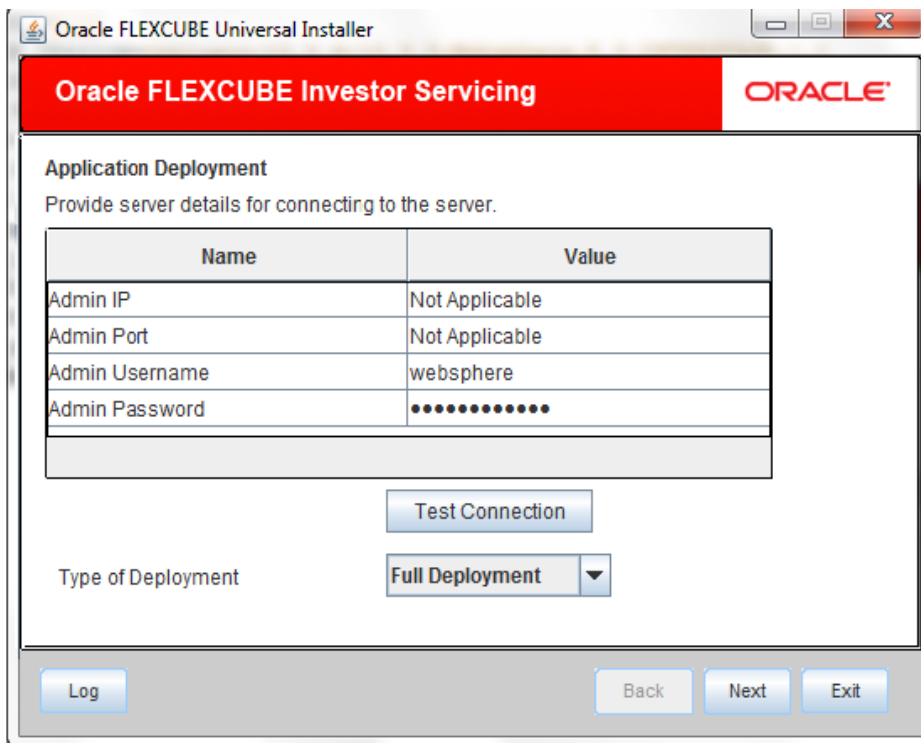 Oracle FLEXCUBE Universal Installer
Oracle FLEXCUBE Investor Servicing
ORACLE
Application Deployment
Provide server details for connecting to the server.
Name Value
Admin IP Not Applicable
Admin Port Not Applicable
Admin Username websphere
Admin Password ••••••••••••
Test Connection
Type of Deployment Full Deployment
Log Back Next Exit